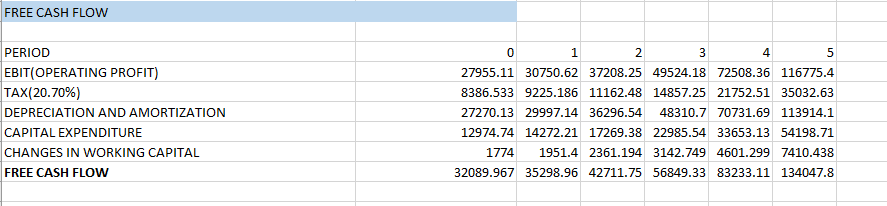 FREE CASH FLOW
PERIOD 0 1 2 3 4 5
EBIT(OPERATING PROFIT) 27955.11 30750.62 37208.25 49524.18 72508.36 116775.4
TAX(20.70%) 8386.533 9225.186 11162.48 14857.25 21752.51 35032.63
DEPRECIATION AND AMORTIZATION 27270.13 29997.14 36296.54 48310.7 70731.69 113914.1
CAPITAL EXPENDITURE 12974.74 14272.21 17269.38 22985.54 33653.13 54198.71
CHANGES IN WORKING CAPITAL 1774 1951.4 2361.194 3142.749 4601.299 7410.438
FREE CASH FLOW 32089.967 35298.96 42711.75 56849.33 83233.11 134047.8